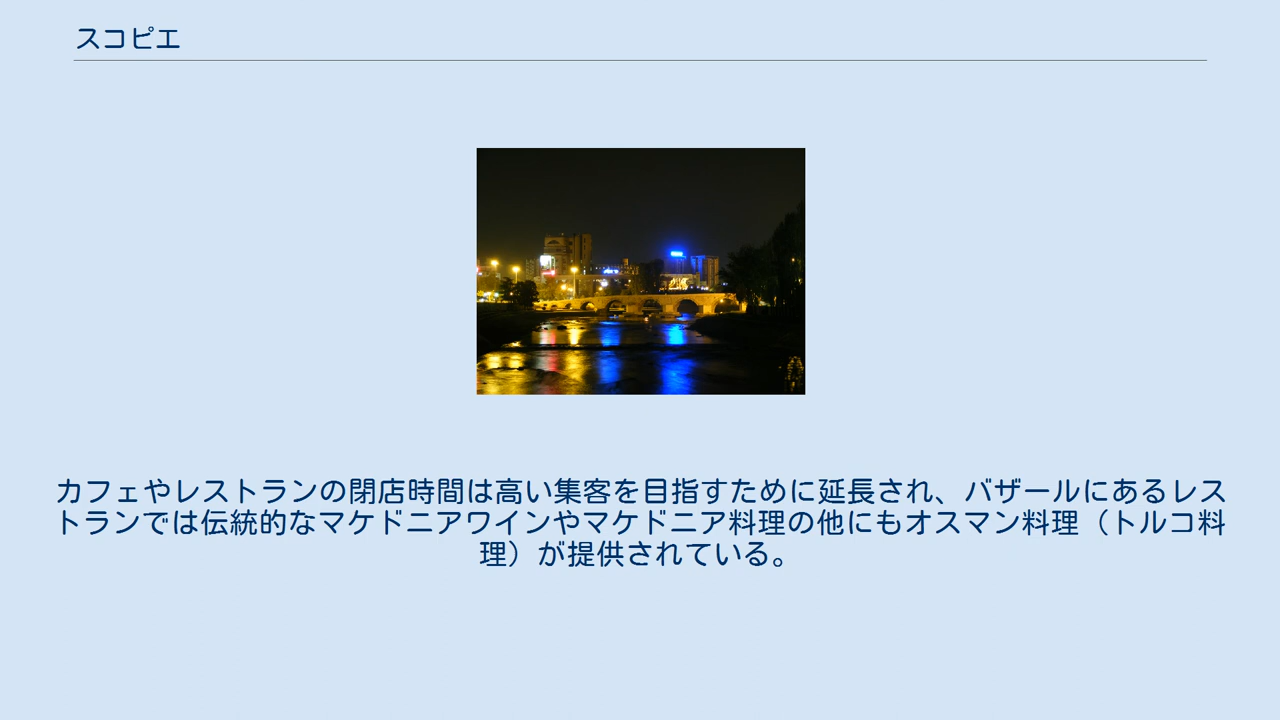 スコピエ
カフェやレストランの閉店時間は高い集客を目指すために延長され、バザールにあるレス
トランでは伝統的なマケドニアワインやマケドニア料理の他にもオスマン料理（トルコ料
理）が提供されている。